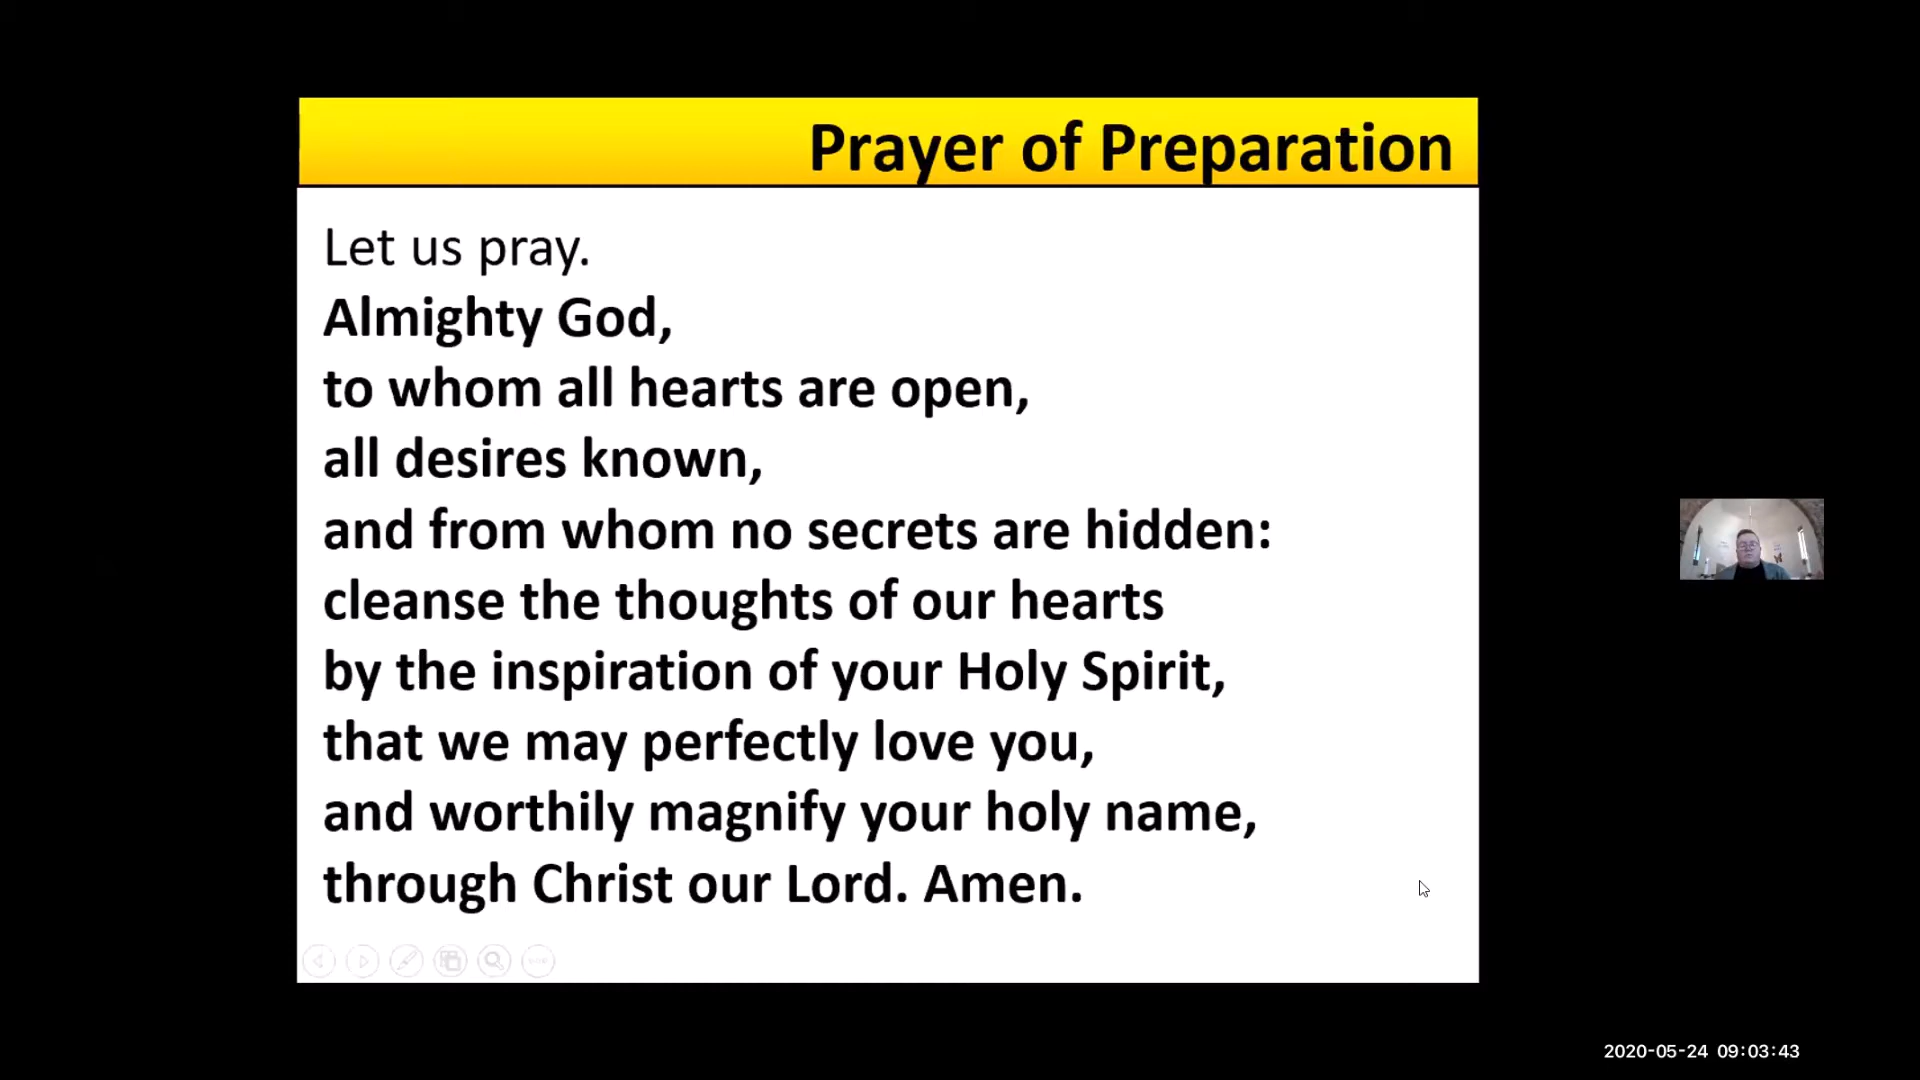 Prayer of Preparation
Let us pray.
Almighty God,
to whom all hearts are open,
all desires known,
and from whom no secrets are hidden:
cleanse the thoughts of our hearts
by the inspiration of your Holy Spirit,
that we may perfectly love you,
and worthily magnify your holy name,
through Christ our Lord. Amen.
2020-05-24 09:03:43